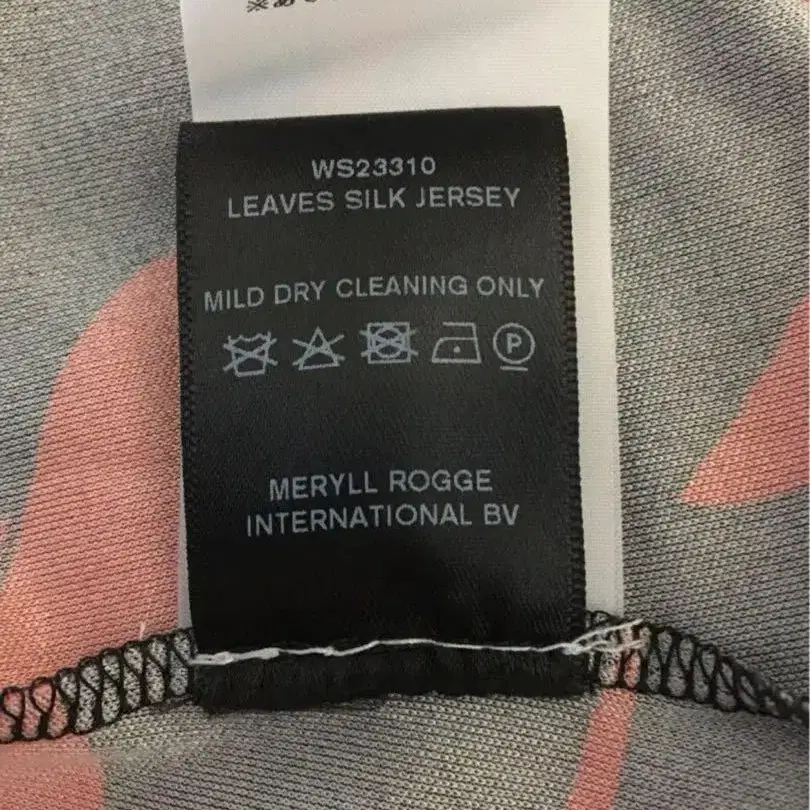 WS23310
LEAVES SILK JERSEY
MILD DRY CLEANING ONLY
P
MERYLL ROGGE
INTERNATIONAL BV